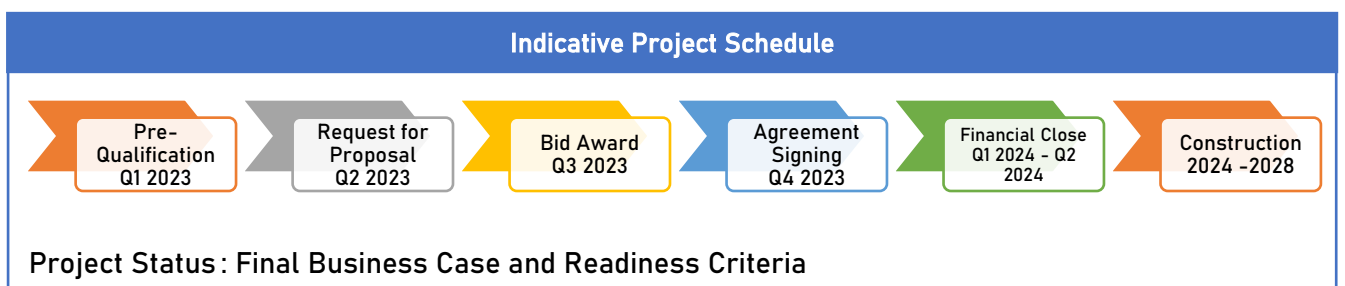 Indicative Project Schedule
Pre-
Qualification
Q1 2023
Request for
Proposal
Q2 2023
Bid Award
Q3 2023
Agreement
Signing
Q4 2023
Financial Close
Q1 2024 - Q2
2024
Construction
2024 -2028
Project Status: Final Business Case and Readiness Criteria